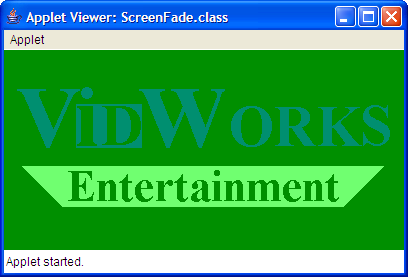 Applet Viewer: ScreenFade.class
Applet
VIDWORKS
Entertainment
Applet started.